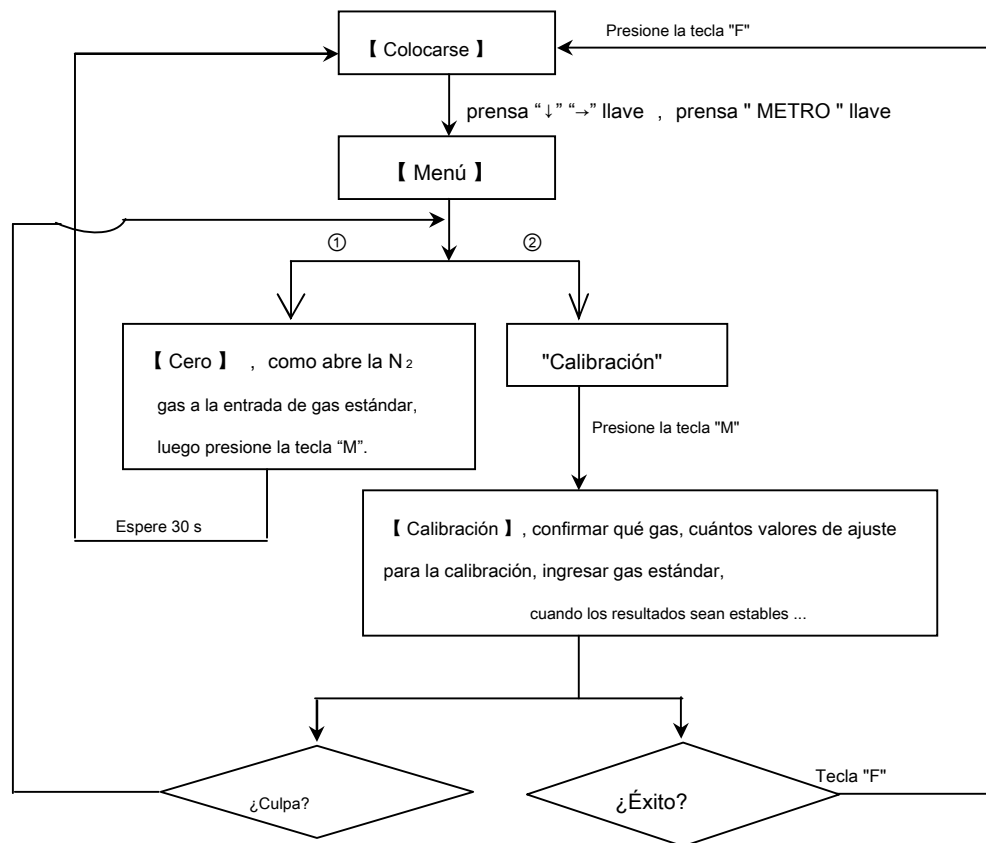 【 Colocarse 】
Presione la tecla "F"
prensa “↓” “→” llave , prensa " METRO " llave
【 Menú 】
①
②
【 Cero 】 , como abre la N₂
gas a la entrada de gas estándar,
luego presione la tecla “M”.
"Calibración"
Presione la tecla "M"
Espere 30 s
【 Calibración 】, confirmar qué gas, cuántos valores de ajuste
para la calibración, ingresar gas estándar,
cuando los resultados sean estables ...
¿Culpa?
¿Éxito?
Tecla "F"